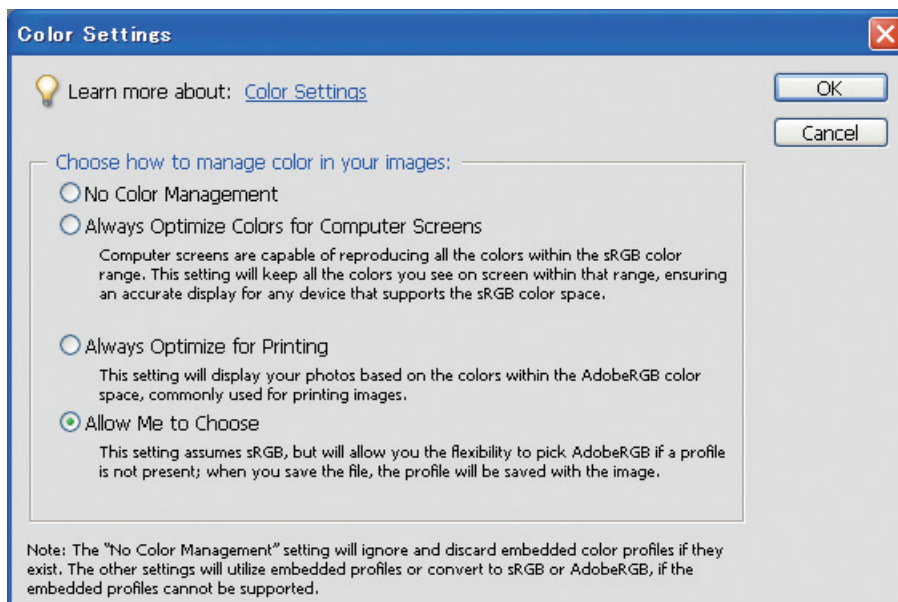 Color Settings
Learn more about: Color Settings
OK
Cancel
Choose how to manage color in your images:
No Color Management
Always Optimize Colors for Computer Screens
Computer screens are capable of reproducing all the colors within the sRGB color
range. This setting will keep all the colors you see on screen within that range, ensuring
an accurate display for any device that supports the sRGB color space.
Always Optimize for Printing
This setting will display your photos based on the colors within the AdobeRGB color
space, commonly used for printing images.
Allow Me to Choose
This setting assumes sRGB, but will allow you the flexibility to pick AdobeRGB if a profile
is not present; when you save the file, the profile will be saved with the image.
Note: The "No Color Management" setting will ignore and discard embedded color profiles if they
exist. The other settings will utilize embedded profiles or convert to sRGB or AdobeRGB, if the
embedded profiles cannot be supported.